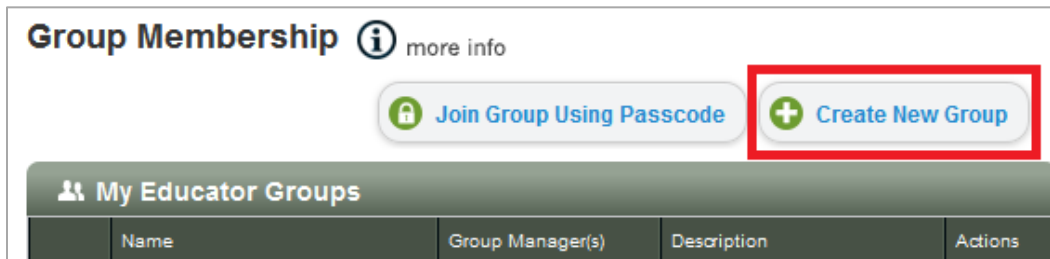 Group Membership more info
Join Group Using Passcode Create New Group
My Educator Groups
Name Group Manager(s) Description Actions